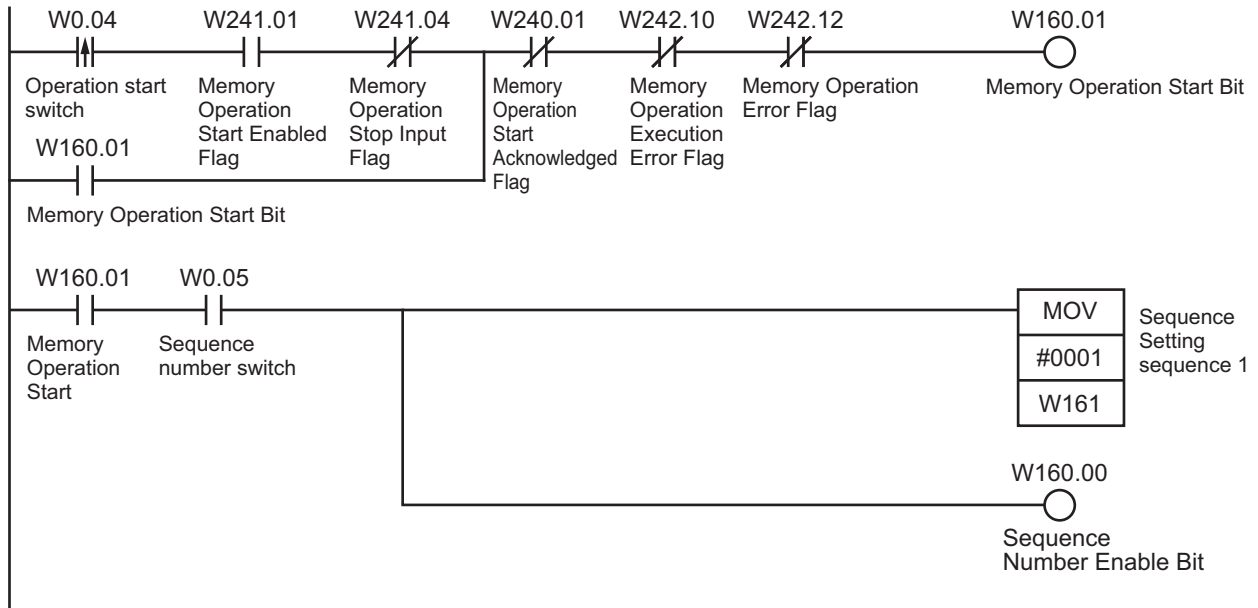 W0.04 W241.01 W241.04 W240.01 W242.10 W242.12 W160.01
Operation start
switch
Memory
Operation
Start Enabled
Flag
Memory
Operation
Stop Input
Flag
Memory
Operation
Start
Acknowledged
Flag
Memory
Operation
Execution
Error Flag
Memory Operation
Error Flag
Memory Operation Start Bit
W160.01
Memory Operation Start Bit
W160.01 W0.05
Memory
Operation
Start
Sequence
number switch
MOV
#0001
W161
Sequence
Setting
sequence 1
W160.00
Sequence
Number Enable Bit